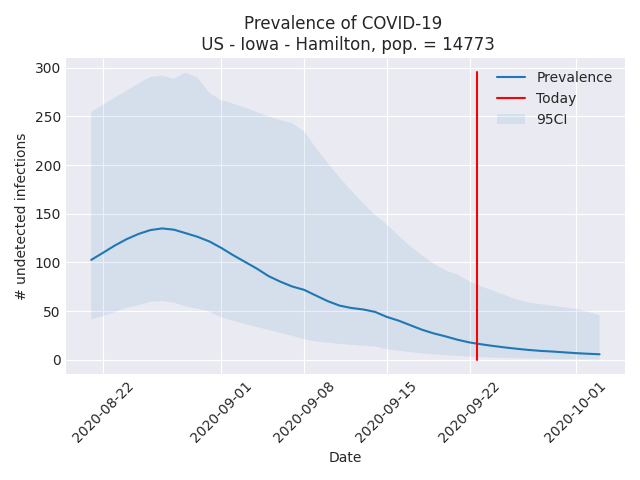 Prevalence of COVID-19
US - Iowa - Hamilton, pop. = 14773
300
250
200
150
100
50
0
# undetected infections
Prevalence
Today
95CI
2020-08-22
2020-09-01
2020-09-08
2020-09-15
2020-09-22
2020-10-01
Date